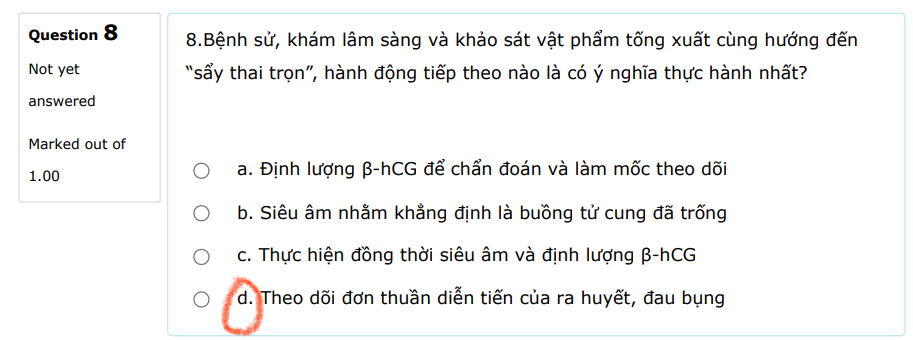 Question 8
Not yet
answered
Marked out of
1.00
8.Bệnh sử, khám lâm sàng và khảo sát vật phẩm tống xuất cùng hướng đến
“sẩy thai trọn”, hành động tiếp theo nào là có ý nghĩa thực hành nhất?
a. Định lượng β-hCG để chẩn đoán và làm mốc theo dõi
b. Siêu âm nhằm khẳng định là buồng tử cung đã trống
c. Thực hiện đồng thời siêu âm và định lượng β-hCG
d. Theo dõi đơn thuần diễn tiến của ra huyết, đau bụng